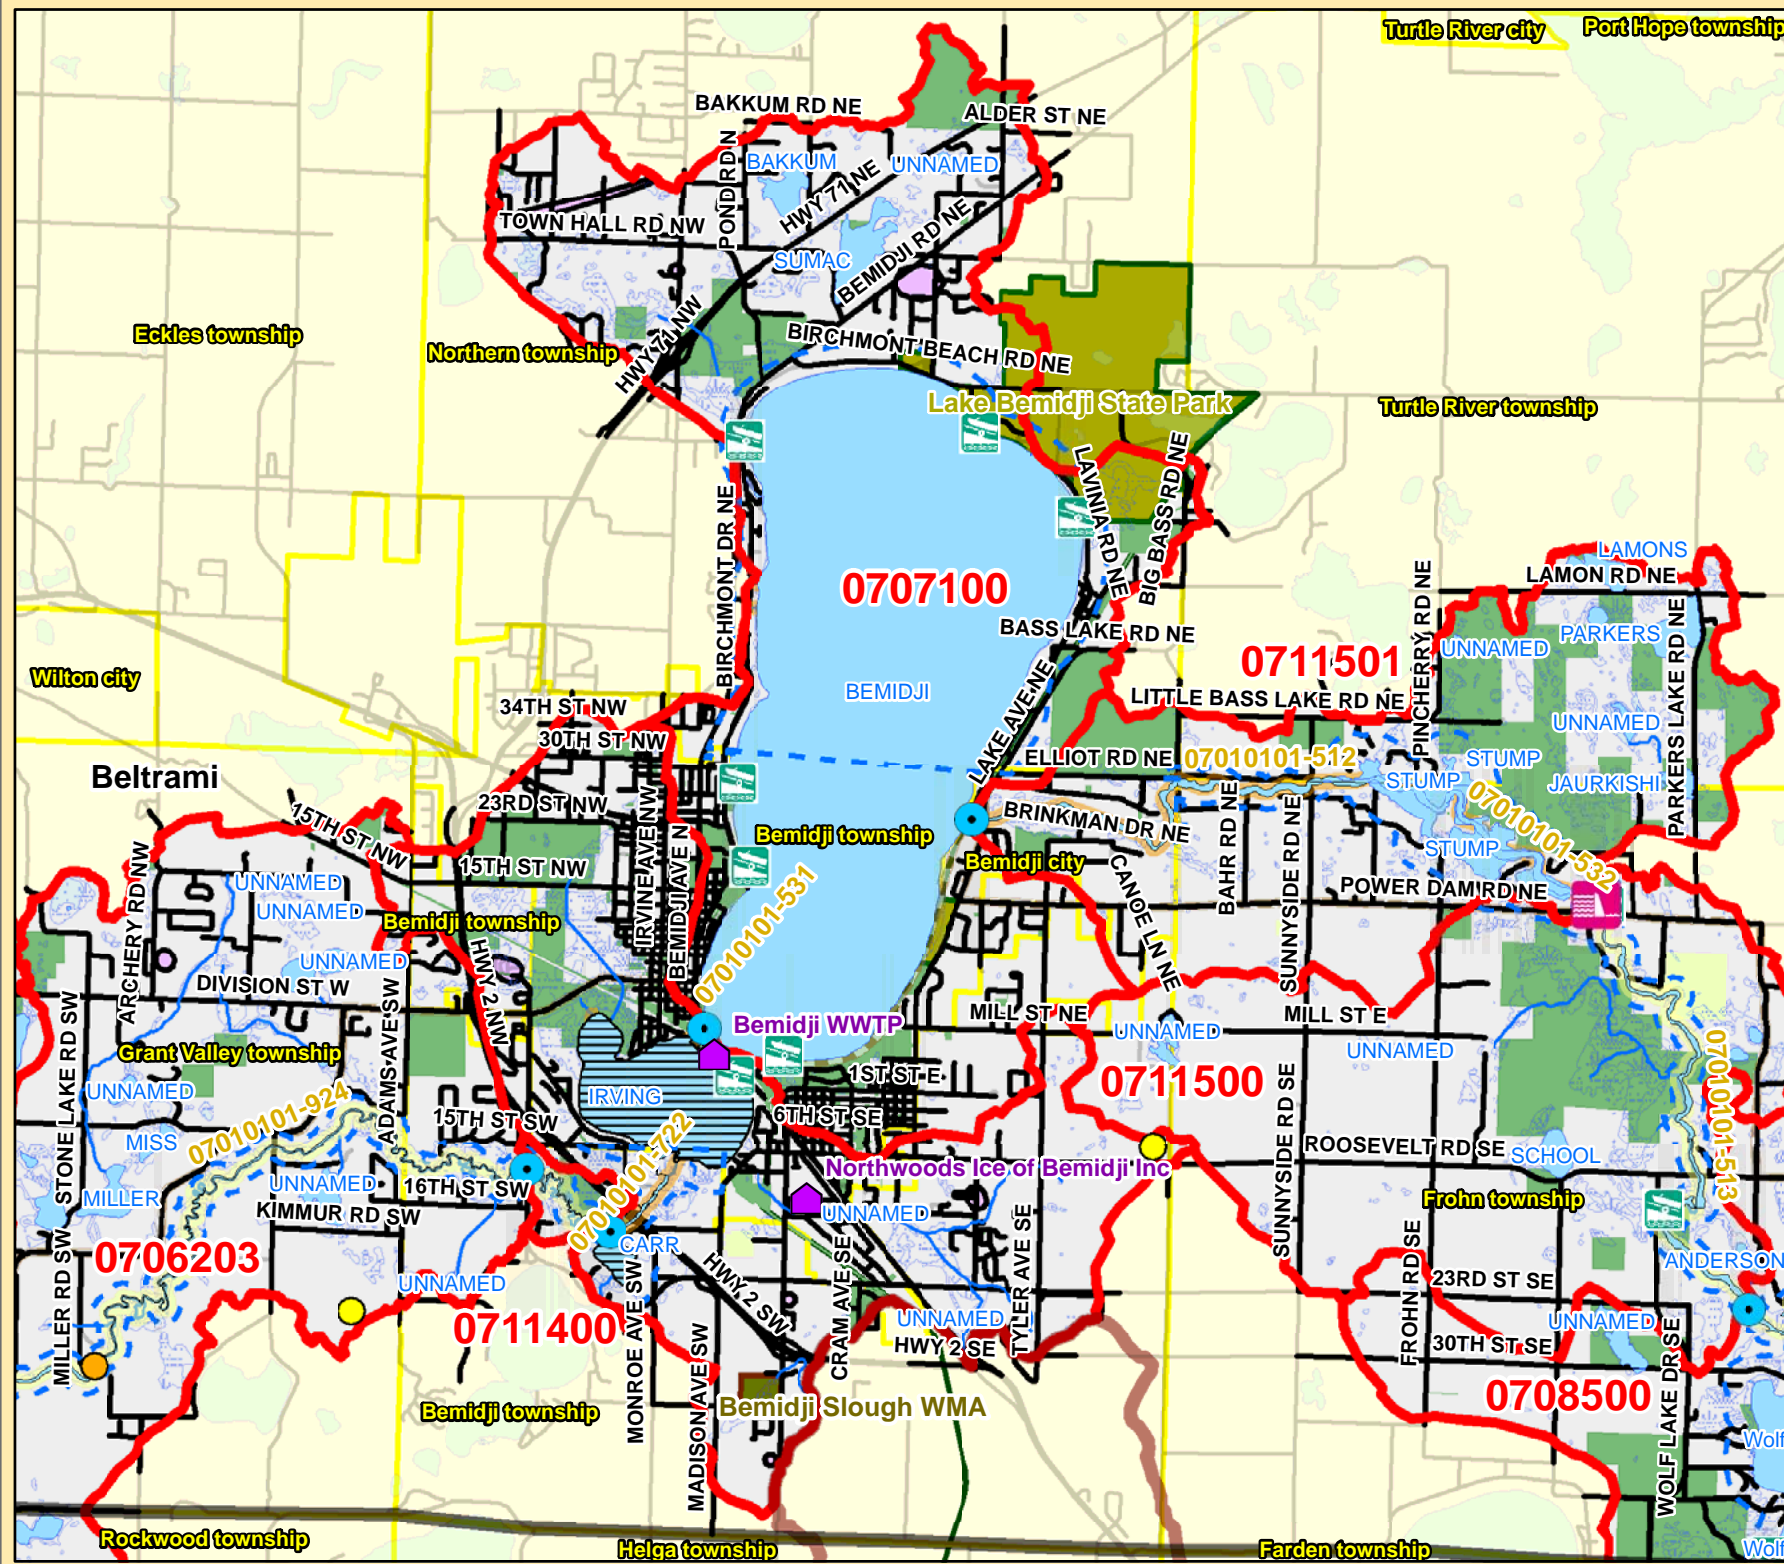 Turtle River city
Port Hope township
BAKKUM RD NE
ALDER ST NE
POND RD N
BAKKUM
UNNAMED
HWY 71 NE
TOWN HALL RD NW
SUMAC
BEMIDJI RD NE
Eckles township
Northern township
HWY 71 NW
BIRCHMONT BEACH RD NE
Lake Bemidji State Park
Turtle River township
LAVINIA RD NE
BIG BASS RD NE
BIRCHMONT DR NE
0707100
BASS LAKE RD NE
LAMONS
LAMON RD NE
PINCHERRY RD NE
PARKERS
UNNAMED
PARKERS LAKE RD NE
0711501
Wilton city
BEMIDJI
LITTLE BASS LAKE RD NE
UNNAMED
34TH ST NW
30TH ST NW
LAKE AVE NE
ELLIOT RD NE
07010101-512
STUMP
STUMP
JAURKISHI
Beltrami
23RD ST NW
15TH ST NW
IRVINE AVE NW
BEMIDJI AVE N
Bemidji township
BRINKMAN DR NE
Bemidji city
BAHR RD NE
SUNNYSIDE RD NE
07010101-532
STUMP
15TH ST NW
ARCHERY RD NW
UNNAMED
UNNAMED
Bemidji township
07010101-531
CANOE LN NE
POWER DAM RD NE
UNNAMED
HWY 2 NW
DIVISION ST W
ADAMS AVE SW
STONE LAKE RD SW
Grant Valley township
Bemidji WWTP
MILL ST NE
UNNAMED
MILL ST E
UNNAMED
07010101-513
UNNAMED
07010101-924
MISS
15TH ST SW
IRVING
1ST ST E
6TH ST SE
0711500
SUNNYSIDE RD SE
ROOSEVELT RD SE
SCHOOL
07010101-722
Northwoods Ice of Bemidji Inc
MILLER
UNNAMED
16TH ST SW
KIMMUR RD SW
UNNAMED
Frohn township
0706203
MILLER RD SW
CARR
UNNAMED
HWY 2 SW
CRAM AVE SE
TYLER AVE SE
UNNAMED
HWY 2 SE
FROHN RD SE
23RD ST SE
30TH ST SE
ANDERSON
UNNAMED
0711400
MONROE AVE SW
MADISON AVE SW
Bemidji Slough WMA
Bemidji township
0708500
WOLF LAKE DR SE
Wolf
Rockwood township
Helga township
Farden township
Wolf